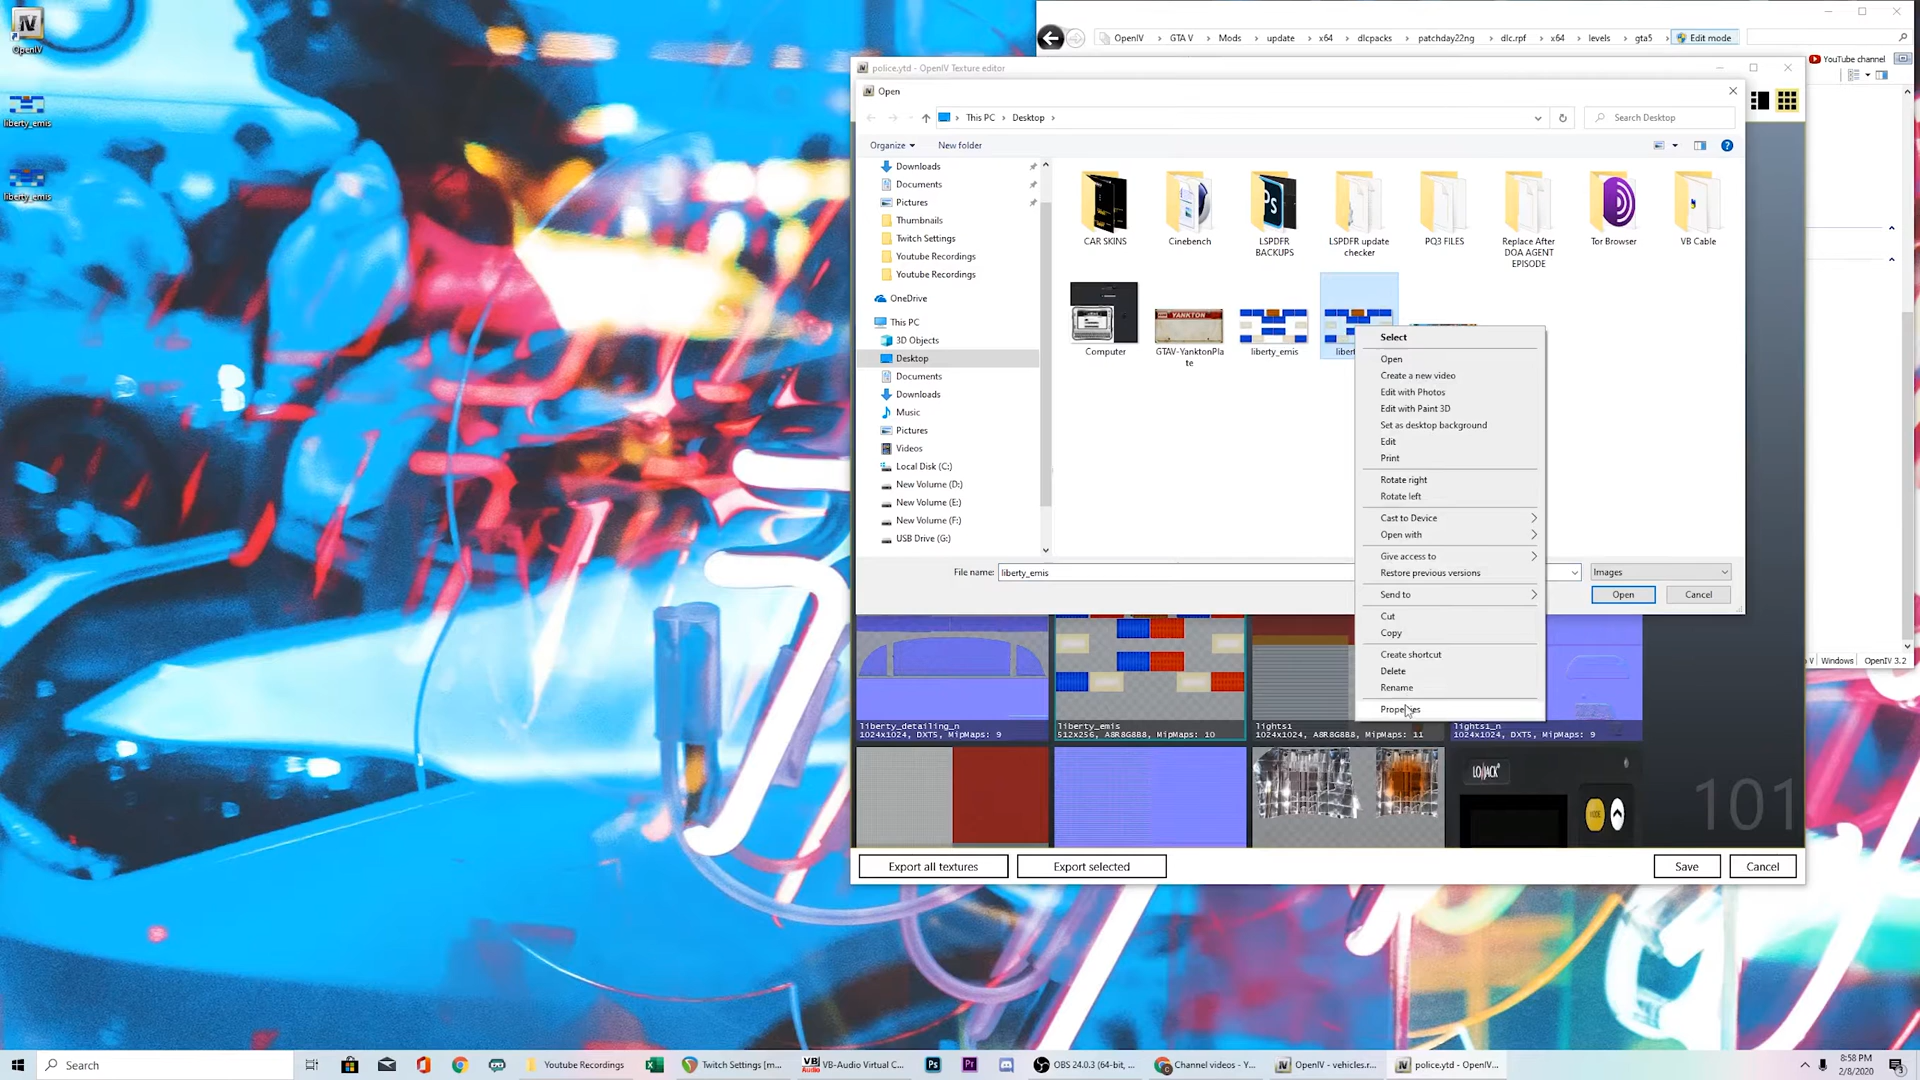 OpenIV
liberty_emis
liberty_emis
OpenIV
GTA V
Mods
update
x64
dlcpacks
patchday22ng
dlc.rpf
x64
levels
gta5
Edit mode
YouTube channel
police.ytd - OpenIV Texture editor
Open
This PC
Desktop
Search Desktop
Organize
New folder
Downloads
Documents
Pictures
Thumbnails
Twitch Settings
Youtube Recordings
Youtube Recordings
OneDrive
This PC
3D Objects
Desktop
Documents
Downloads
Music
Pictures
Videos
Local Disk (C:)
New Volume (D:)
New Volume (E:)
New Volume (F:)
USB Drive (G:)
CAR SKINS
Cinebench
LSPDFR
BACKUPS
LSPDFR update
checker
PQ3 FILES
Replace After
DOA AGENT
EPISODE
Tor Browser
VB Cable
Ps
YANKTON
Computer
GTAV-YanktonPla
te
liberty_emis
Select
Open
Create a new video
Edit with Photos
Edit with Paint 3D
Set as desktop background
Edit
Print
Rotate right
Rotate left
Cast to Device
Open with
Give access to
Restore previous versions
Send to
Cut
Copy
Create shortcut
Delete
Rename
Properties
File name:
liberty_emis
Images
Open
Cancel
Windows
OpenIV 3.2
liberty_detailing_n
1024x1024, DXT5, MipMaps: 9
liberty_emis
512x256, A8R8G8B8, MipMaps: 10
lights1
1024x1024, A8R8G8B8, MipMaps: 11
lights1_n
1024x1024, DXT5, MipMaps: 9
LOJACK
MODE
101
Export all textures
Export selected
Save
Cancel
Search
Youtube Recordings
Twitch Settings [m...
VB
Audio
VB-Audio Virtual C...
Ps
Pr
OBS 24.0.3 (64-bit, ...
Channel videos - Y...
OpenIV - vehicles.r...
police.ytd - OpenIV...
8:58 PM
2/8/2020